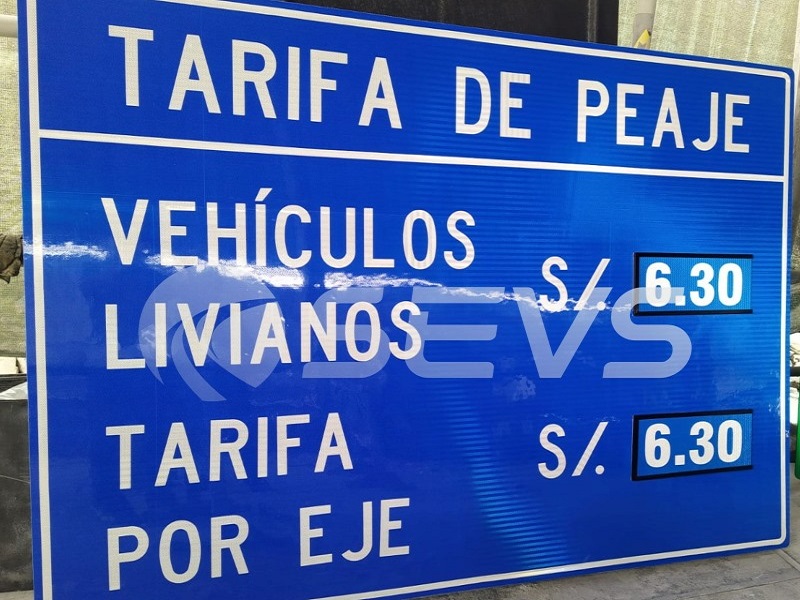 TARIFA DE PEAJE
VEHÍCULOS
LIVIANOS
S/. 6.30
TARIFA
POR EJE
S/. 6.30
SEVS